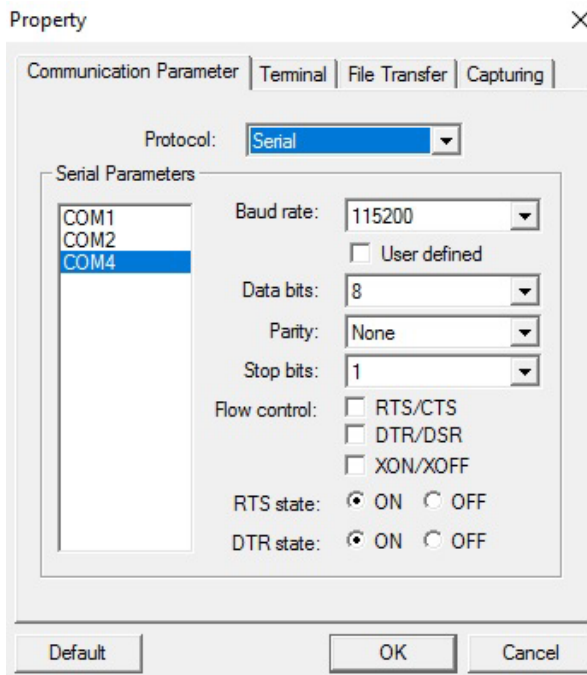 Property
Communication Parameter Terminal File Transfer Capturing
Protocol: Serial
Serial Parameters
COM1
COM2
COM4
Baud rate: 115200
User defined
Data bits: 8
Parity: None
Stop bits: 1
Flow control: RTS/CTS
DTR/DSR
XON/XOFF
RTS state: ON OFF
DTR state: ON OFF
Default OK Cancel